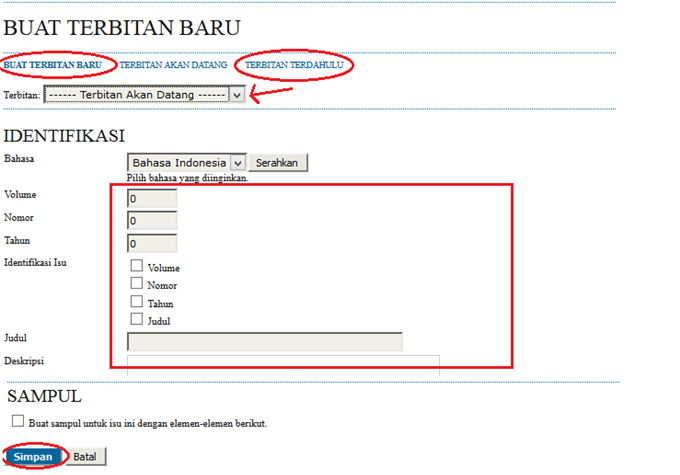 BUAT TERBITAN BARU
BUAT TERBITAN BARU TERBITAN AKAN DATANG TERBITAN TERDAHULU
Terbitan: ------ Terbitan Akan Datang ------
IDENTIFIKASI
Bahasa Bahasa Indonesia Serahkan
Pilih bahasa yang diinginkan.
Volume 0
Nomor 0
Tahun 0
Identifikasi Isu Volume
Nomor
Tahun
Judul
Judul
Deskripsi
SAMPUL
Buat sampul untuk isu ini dengan elemen-elemen berikut.
Simpan Batal